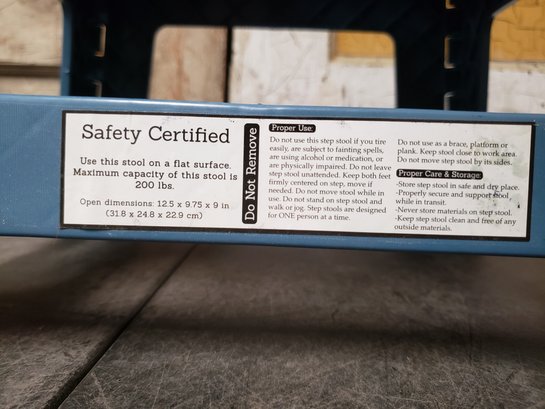 Safety Certified
Use this stool on a flat surface.
Maximum capacity of this stool is
200 lbs.
Open dimensions: 12.5 x 9.75 x 9 in
(31.8 x 24.8 x 22.9 cm)
Do Not Remove
Proper Use:
Do not use this step stool if you tire
easily, are subject to fainting spells,
are using alcohol or medication, or
are physically impaired. Do not leave
step stool unattended. Keep both feet
firmly centered on step, move if
needed. Do not move stool while in
use. Do not stand on step stool and
walk or jog. Step stools are designed
for ONE person at a time.
Do not use as a brace, platform or
plank. Keep stool close to work area.
Do not move step by its sides.
Proper Care & Storage:
-Store step stool in safe and dry place.
-Properly secure and support stool
while in transit.
-Never store materials on step stool.
-Keep step stool clean and free of any
outside materials.